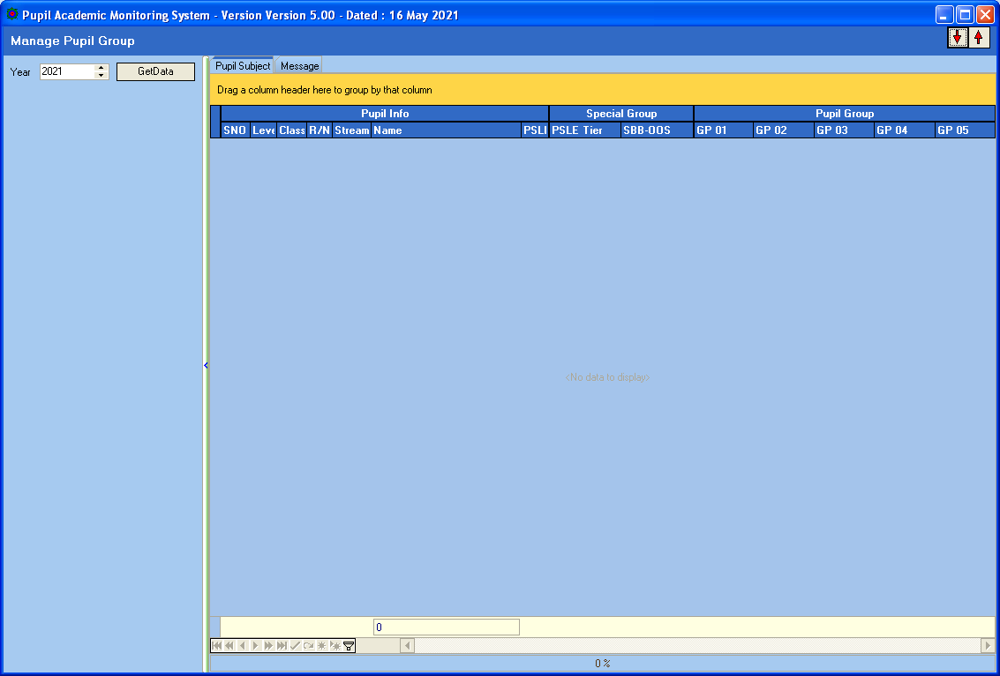 Pupil Academic Monitoring System - Version Version 5.00 - Dated : 16 May 2021
Manage Pupil Group
Year 2021 GetData
Pupil Subject Message
Drag a column header here to group by that column
Pupil Info Special Group Pupil Group
SNO Leve Class R/N Stream Name PSLI PSLE Tier SBB-OOS GP 01 GP 02 GP 03 GP 04 GP 05
<No data to display>
0
0 %